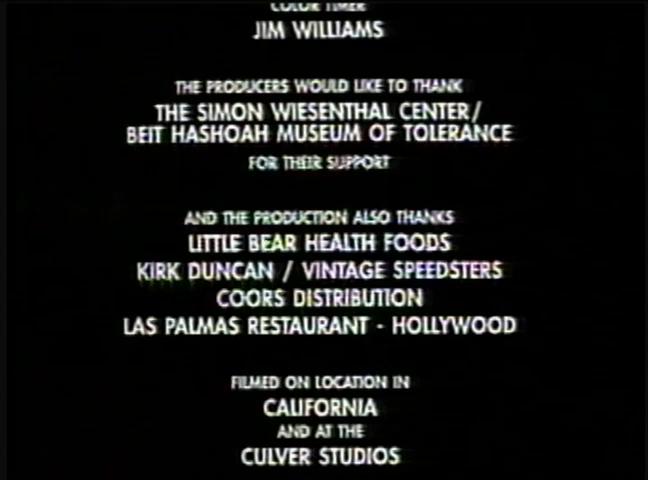 COLOR TIMER
JIM WILLIAMS
THE PRODUCERS WOULD LIKE TO THANK
THE SIMON WIESENTHAL CENTER/
BEIT HASHOAH MUSEUM OF TOLERANCE
FOR THEIR SUPPORT
AND THE PRODUCTION ALSO THANKS
LITTLE BEAR HEALTH FOODS
KIRK DUNCAN / VINTAGE SPEEDSTERS
COORS DISTRIBUTION
LAS PALMAS RESTAURANT - HOLLYWOOD
FILMED ON LOCATION IN
CALIFORNIA
AND AT THE
CULVER STUDIOS